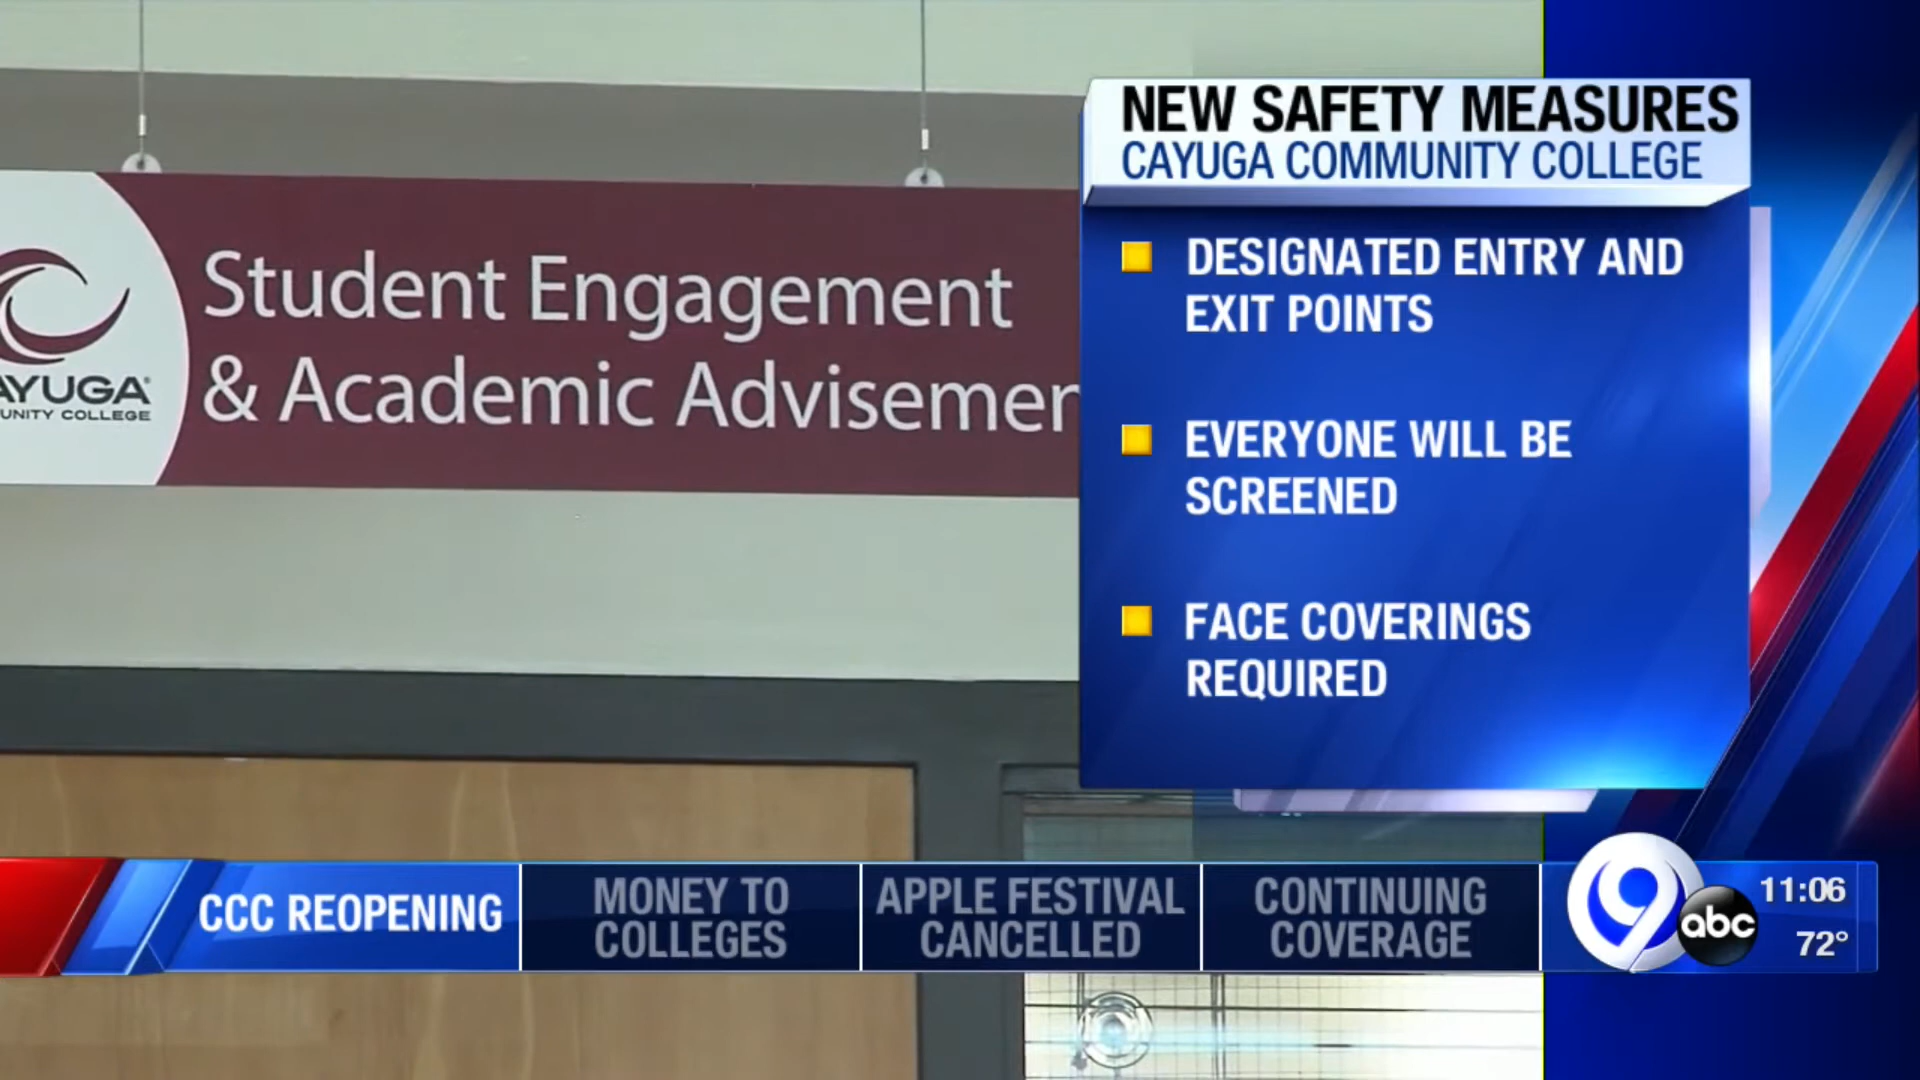 NEW SAFETY MEASURES
CAYUGA COMMUNITY COLLEGE
DESIGNATED ENTRY AND
EXIT POINTS
EVERYONE WILL BE
SCREENED
FACE COVERINGS
REQUIRED
Student Engagement
& Academic Advisemen
AYUGA
UNITY COLLEGE
CCC REOPENING
MONEY TO
COLLEGES
APPLE FESTIVAL
CANCELLED
CONTINUING
COVERAGE
9
abc
11:06
72°